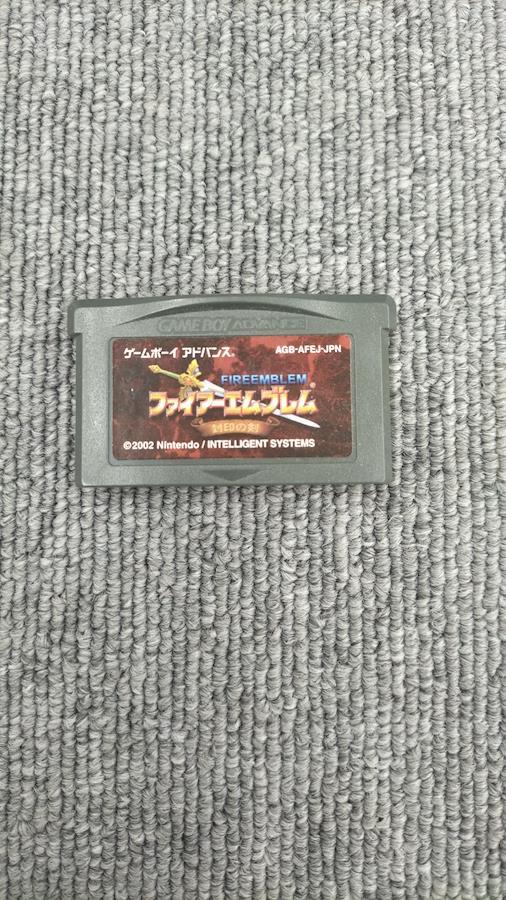 GAME BOY ADVANCE
ゲームボーイ アドバンス® AGB-AFEJ-JPN
FIREEMBLEM
ファイアーエムブレム®
封印の剣
©2002 Nintendo / INTELLIGENT SYSTEMS